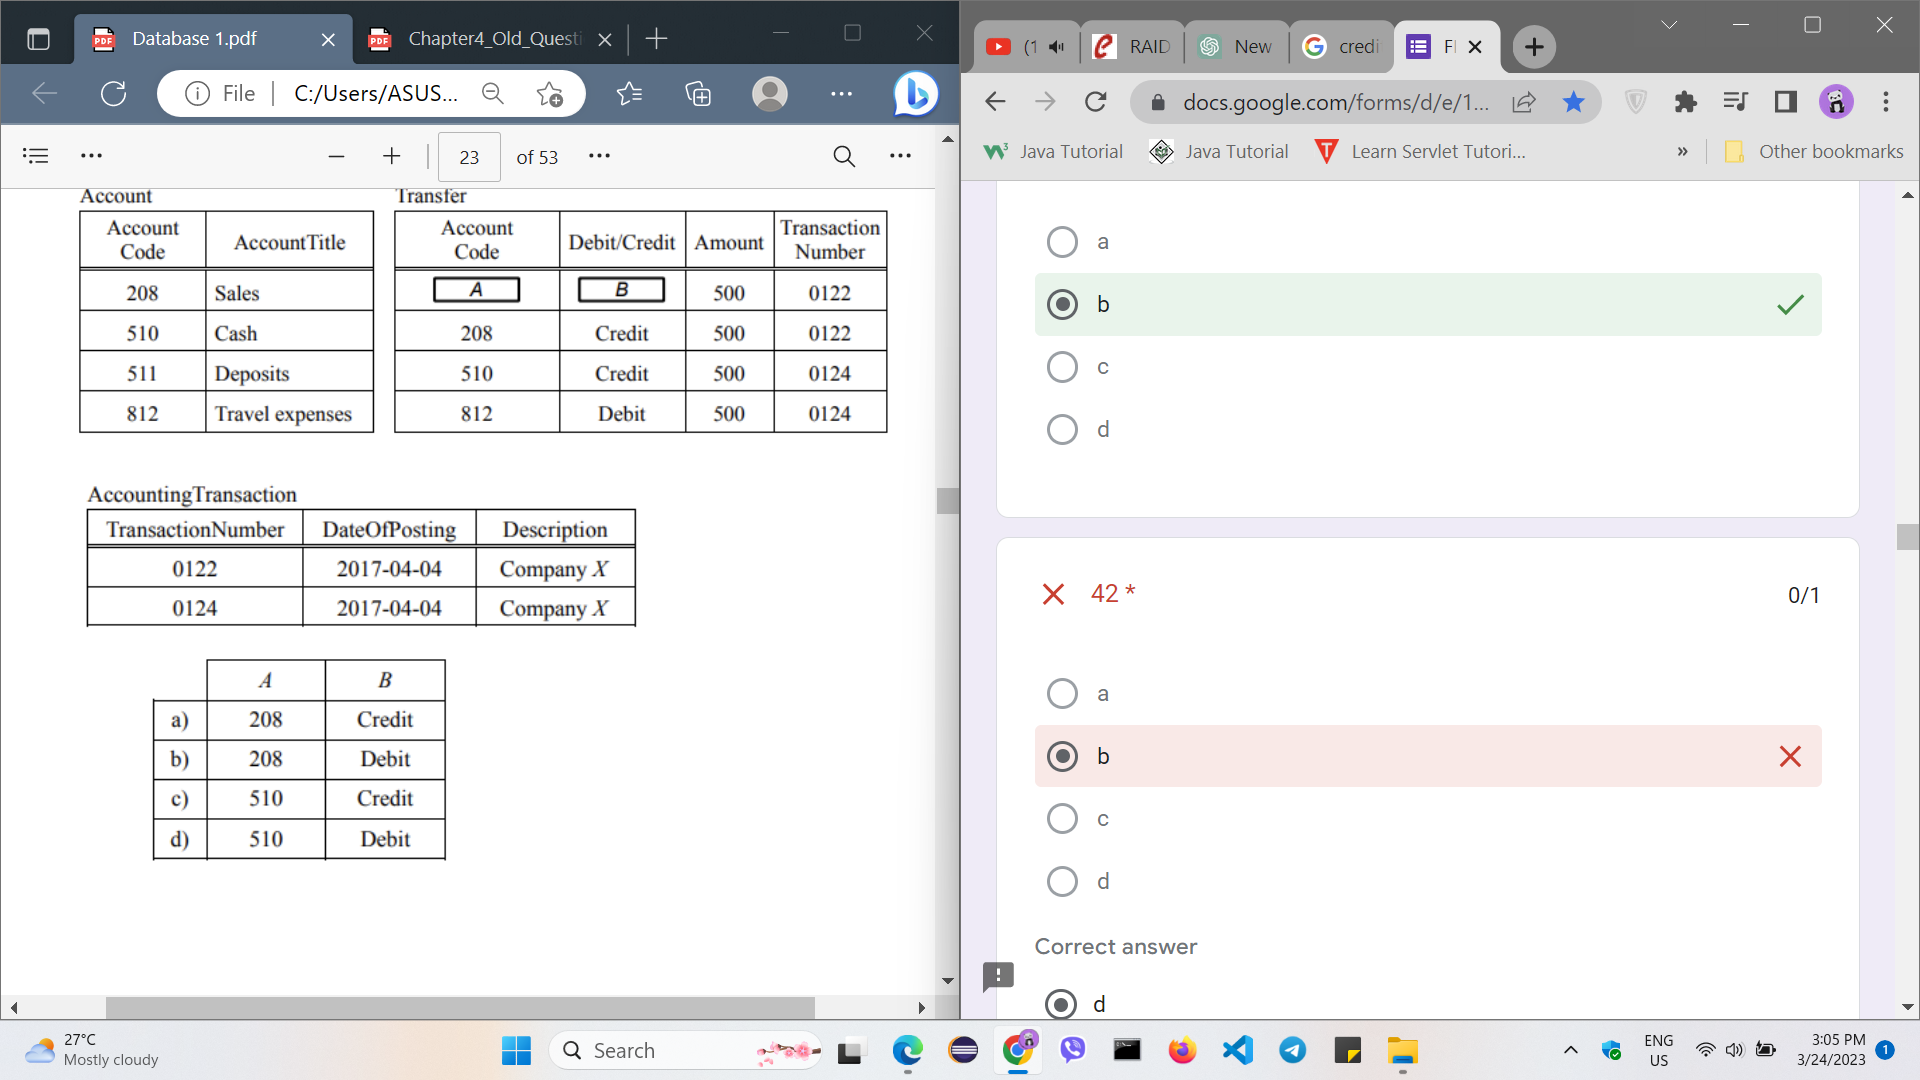 Database 1.pdf
Chapter4_Old_Questi
File
C:/Users/ASUS...
23
of 53
Account
Account Code
AccountTitle
208
Sales
510
Cash
511
Deposits
812
Travel expenses
Transfer
Account Code
Debit/Credit
Amount
Transaction Number
A
B
500
0122
208
Credit
500
0122
510
Credit
500
0124
812
Debit
500
0124
AccountingTransaction
TransactionNumber
DateOfPosting
Description
0122
2017-04-04
Company X
0124
2017-04-04
Company X
A
B
a)
208
Credit
b)
208
Debit
c)
510
Credit
d)
510
Debit
(1
RAID
New
credi
docs.google.com/forms/d/e/1...
Java Tutorial
Java Tutorial
Learn Servlet Tutori...
»
Other bookmarks
a
b
c
d
42 *
0/1
a
b
c
d
Correct answer
d
27°C
Mostly cloudy
Search
ENG
US
3:05 PM
3/24/2023
1